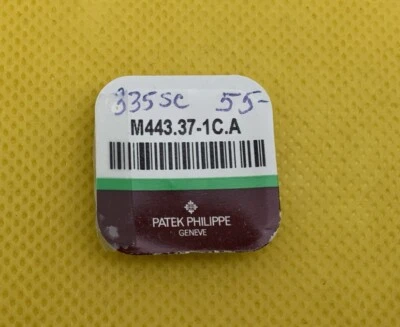 335sc 55-
M443.37-1C.A
PATEK PHILIPPE
GENEVE